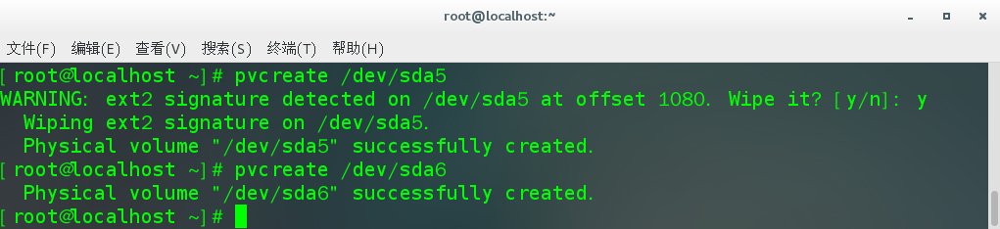 root@localhost:~
文件(F) 编辑(E) 查看(V) 搜索(S) 终端(T) 帮助(H)
[root@localhost ~]# pvcreate /dev/sda5
WARNING: ext2 signature detected on /dev/sda5 at offset 1080. Wipe it? [y/n]: y
  Wiping ext2 signature on /dev/sda5.
  Physical volume "/dev/sda5" successfully created.
[root@localhost ~]# pvcreate /dev/sda6
  Physical volume "/dev/sda6" successfully created.
[root@localhost ~]#